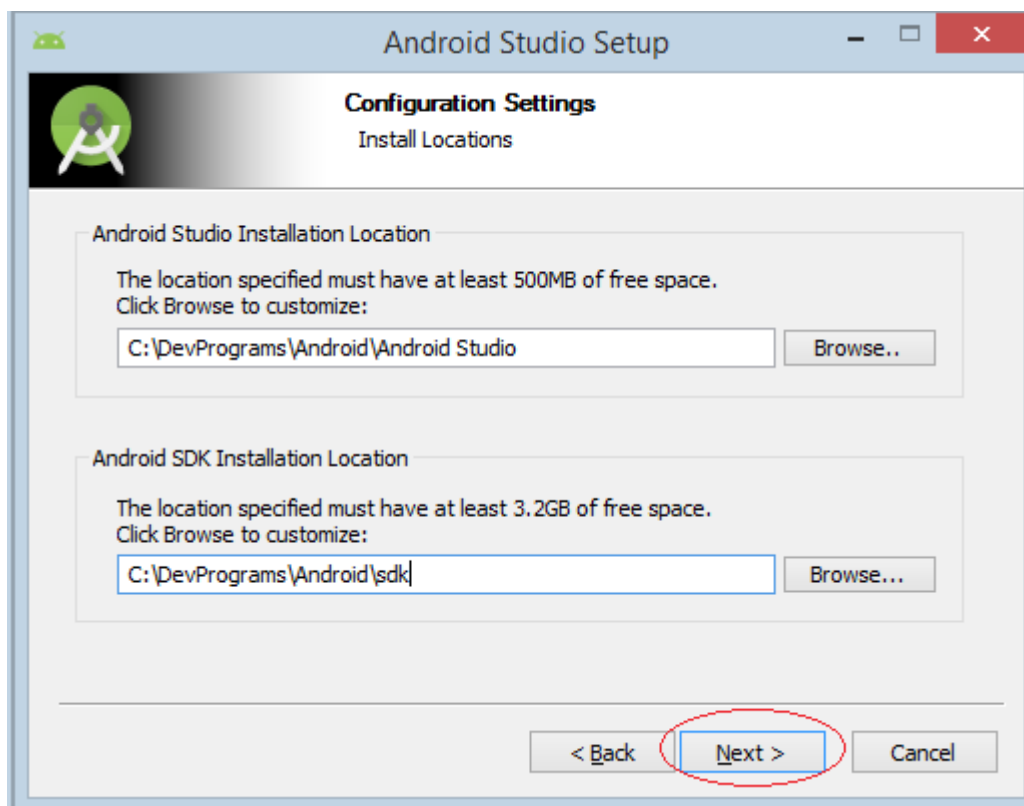 Android Studio Setup
Configuration Settings
Install Locations
Android Studio Installation Location
The location specified must have at least 500MB of free space.
Click Browse to customize:
C:\DevPrograms\Android\Android Studio
Browse..
Android SDK Installation Location
The location specified must have at least 3.2GB of free space.
Click Browse to customize:
C:\DevPrograms\Android\sdk
Browse...
< Back
Next >
Cancel